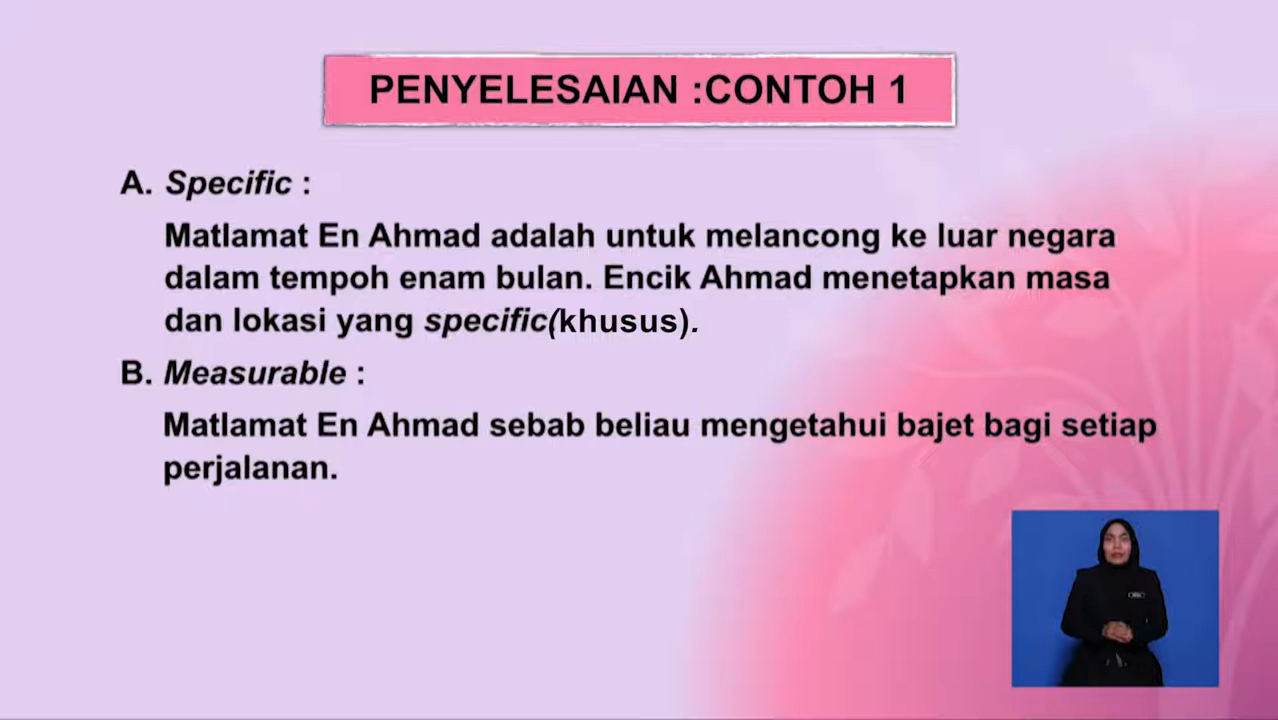 PENYELESAIAN :CONTOH 1
A. Specific :
Matlamat En Ahmad adalah untuk melancong ke luar negara
dalam tempoh enam bulan. Encik Ahmad menetapkan masa
dan lokasi yang specific(khusus).
B. Measurable :
Matlamat En Ahmad sebab beliau mengetahui bajet bagi setiap
perjalanan.